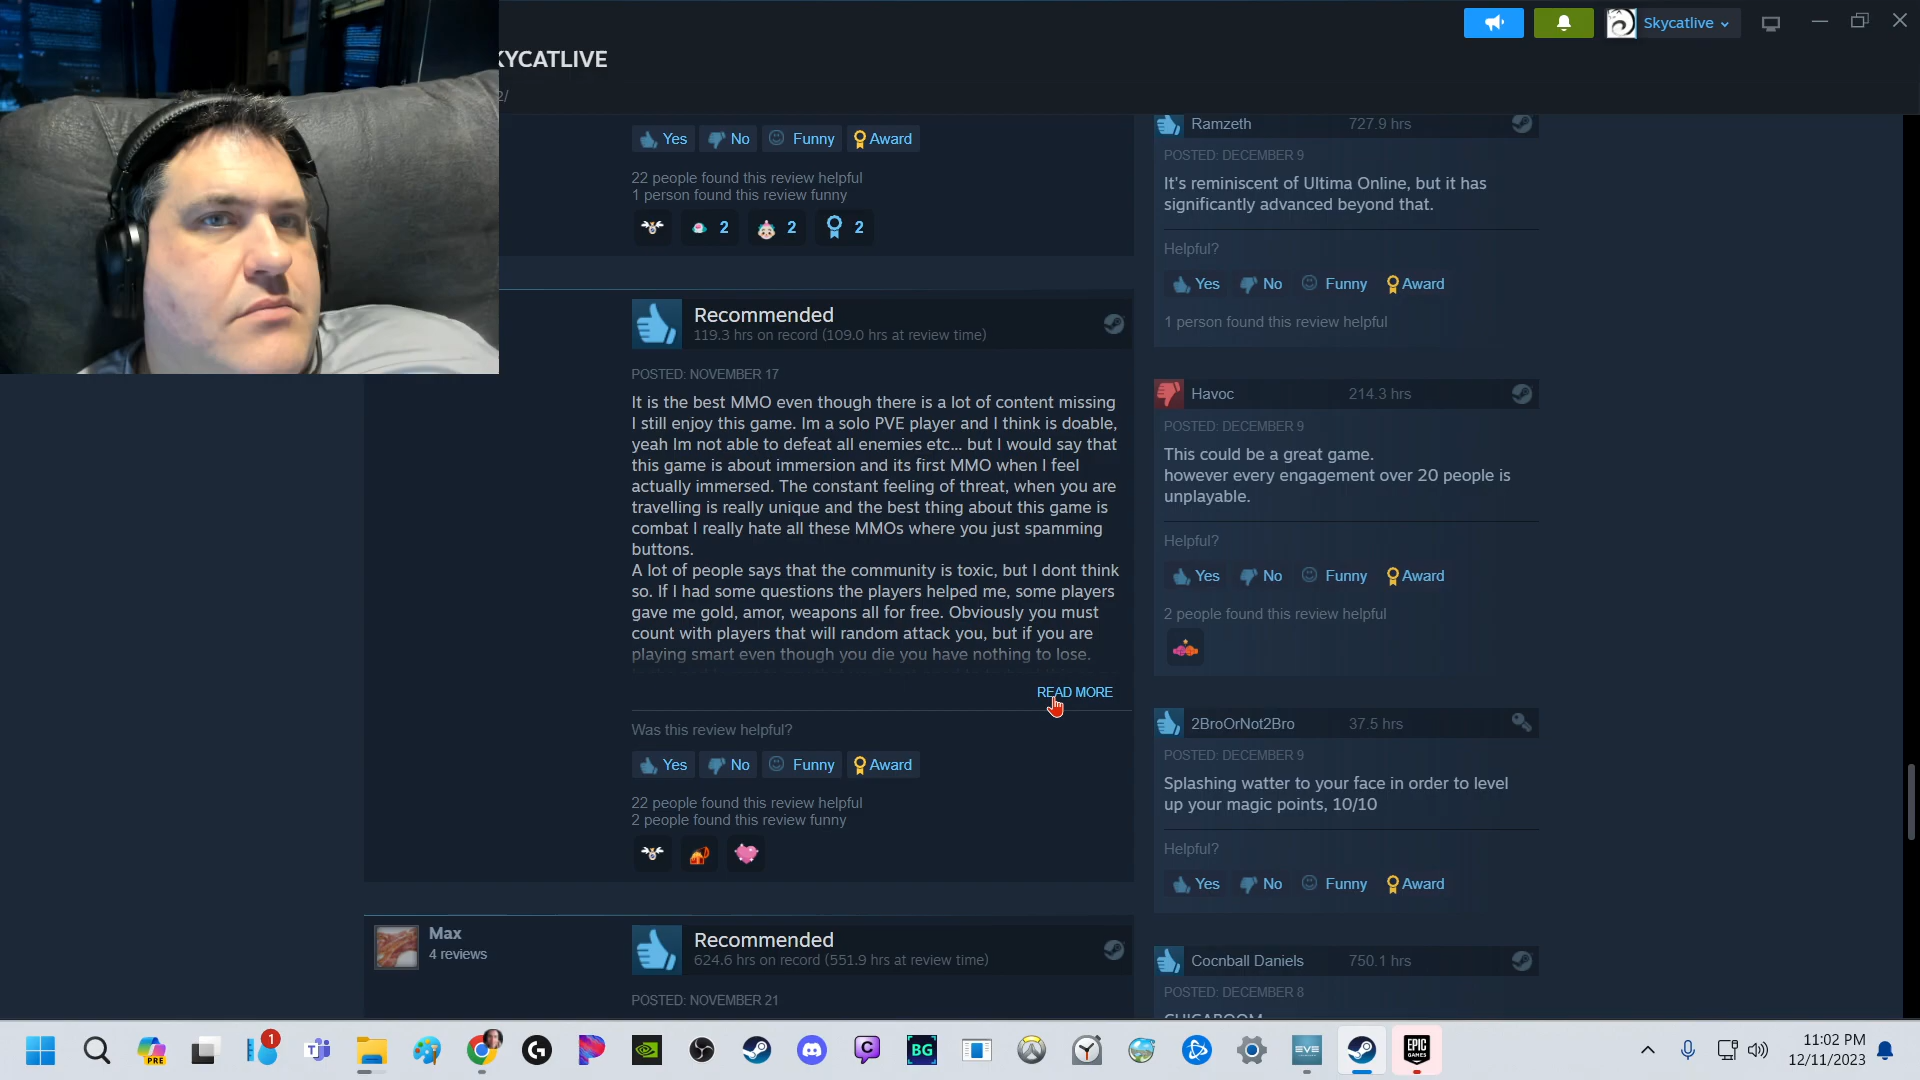 Skycatlive
KYCATLIVE
2/
Yes No Funny Award
22 people found this review helpful
1 person found this review funny
2 2 2
Recommended
119.3 hrs on record (109.0 hrs at review time)
POSTED: NOVEMBER 17
It is the best MMO even though there is a lot of content missing
I still enjoy this game. Im a solo PVE player and I think is doable,
yeah Im not able to defeat all enemies etc... but I would say that
this game is about immersion and its first MMO when I feel
actually immersed. The constant feeling of threat, when you are
travelling is really unique and the best thing about this game is
combat I really hate all these MMOs where you just spamming
buttons.
A lot of people says that the community is toxic, but I dont think
so. If I had some questions the players helped me, some players
gave me gold, amor, weapons all for free. Obviously you must
count with players that will random attack you, but if you are
playing smart even though you die you have nothing to lose.
READ MORE
Was this review helpful?
Yes No Funny Award
22 people found this review helpful
2 people found this review funny
Max
4 reviews
Recommended
624.6 hrs on record (551.9 hrs at review time)
POSTED: NOVEMBER 21
Ramzeth 727.9 hrs
POSTED: DECEMBER 9
It's reminiscent of Ultima Online, but it has
significantly advanced beyond that.
Helpful?
Yes No Funny Award
1 person found this review helpful
Havoc 214.3 hrs
POSTED: DECEMBER 9
This could be a great game.
however every engagement over 20 people is
unplayable.
Helpful?
Yes No Funny Award
2 people found this review helpful
2BroOrNot2Bro 37.5 hrs
POSTED: DECEMBER 9
Splashing watter to your face in order to level
up your magic points, 10/10
Helpful?
Yes No Funny Award
Cocnball Daniels 750.1 hrs
POSTED: DECEMBER 8
PRE
1
BG
EVE
EPIC
GAMES
11:02 PM
12/11/2023